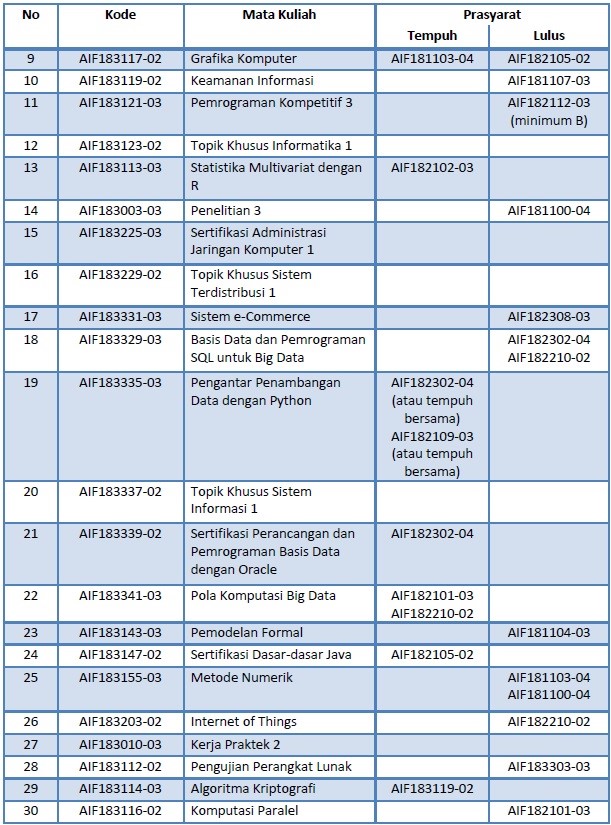 No Kode Mata Kuliah Prasyarat
Tempuh Lulus
9 AIF183117-02 Grafika Komputer AIF181103-04 AIF182105-02
10 AIF183119-02 Keamanan Informasi AIF181107-03
11 AIF183121-03 Pemrograman Kompetitif 3 AIF182112-03
(minimum B)
12 AIF183123-02 Topik Khusus Informatika 1
13 AIF183113-03 Statistika Multivariat dengan AIF182102-03
R
14 AIF183003-03 Penelitian 3 AIF181100-04
15 AIF183225-03 Sertifikasi Administrasi
Jaringan Komputer 1
16 AIF183229-02 Topik Khusus Sistem
Terdistribusi 1
17 AIF183331-03 Sistem e-Commerce AIF182308-03
18 AIF183329-03 Basis Data dan Pemrograman AIF182302-04
SQL untuk Big Data AIF182210-02
19 AIF183335-03 Pengantar Penambangan AIF182302-04
Data dengan Python (atau tempuh
bersama)
AIF182109-03
(atau tempuh
bersama)
20 AIF183337-02 Topik Khusus Sistem
Informasi 1
21 AIF183339-02 Sertifikasi Perancangan dan AIF182302-04
Pemrograman Basis Data
dengan Oracle
22 AIF183341-03 Pola Komputasi Big Data AIF182101-03
AIF182210-02
23 AIF183143-03 Pemodelan Formal AIF181104-03
24 AIF183147-02 Sertifikasi Dasar-dasar Java AIF182105-02
25 AIF183155-03 Metode Numerik AIF181103-04
AIF181100-04
26 AIF183203-02 Internet of Things AIF182210-02
27 AIF183010-03 Kerja Praktek 2
28 AIF183112-02 Pengujian Perangkat Lunak AIF183303-03
29 AIF183114-03 Algoritma Kriptografi AIF183119-02
30 AIF183116-02 Komputasi Paralel AIF182101-03